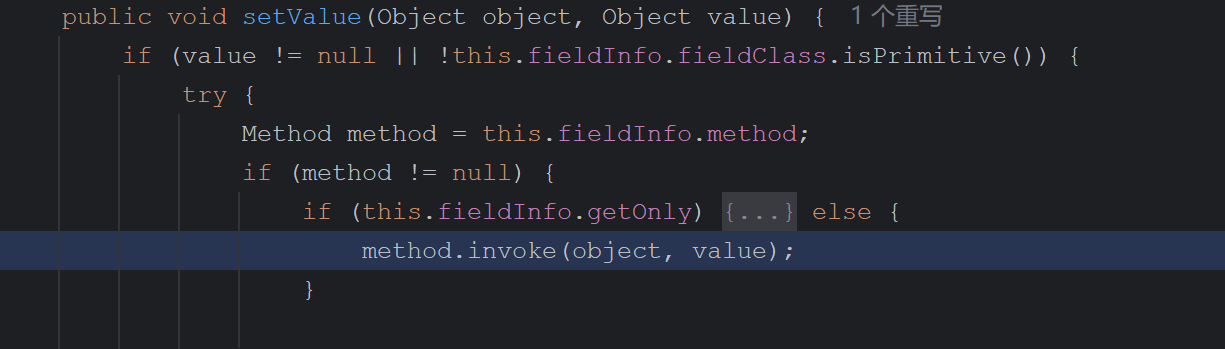 public void setValue(Object object, Object value) { 1 个重写
if (value != null || !this.fieldInfo.fieldClass.isPrimitive()) {
try {
Method method = this.fieldInfo.method;
if (method != null) {
if (this.fieldInfo.getOnly) {...} else {
method.invoke(object, value);
}